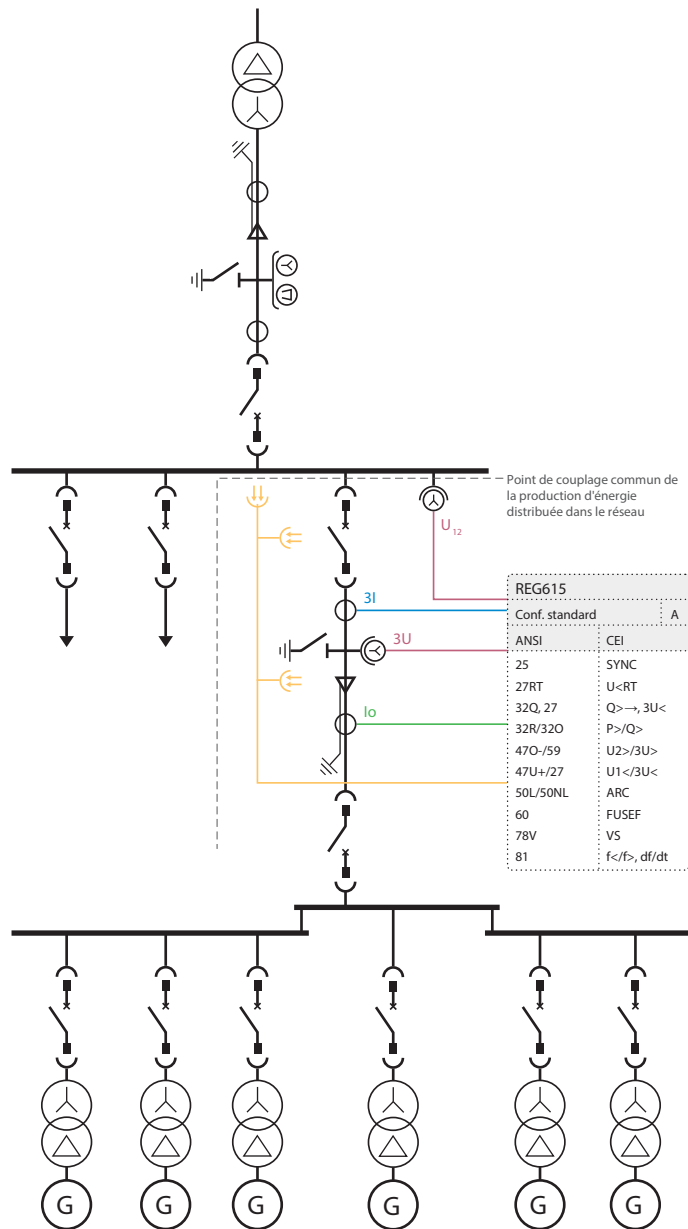 Point de couplage commun de
la production d'énergie
distribuée dans le réseau
U12
REG615
3I
Conf. standard A
3U
ANSI CEI
25 SYNC
27RT U<RT
32Q, 27 Q>→, 3U<
Io
32R/32O P>/Q>
47O-/59 U2>/3U>
47U+/27 U1</3U<
50L/50NL ARC
60 FUSEF
78V VS
81 f</f>, df/dt
G G G G G G